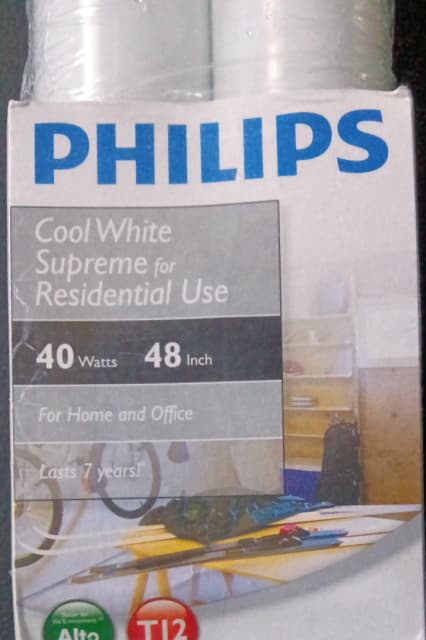 PHILIPS
Cool White
Supreme for
Residential Use
40 Watts 48 Inch
For Home and Office
Lasts 7 years!
Alto
T12